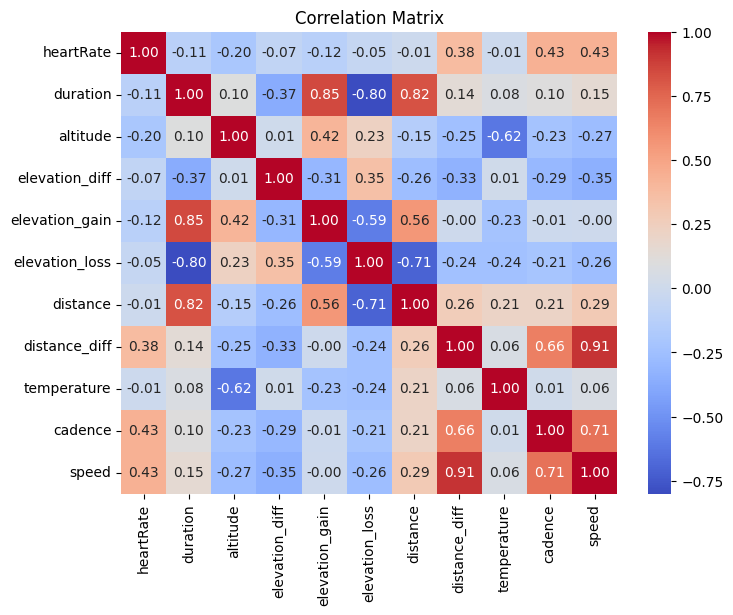 Correlation Matrix
heartRate 1.00 -0.11 -0.20 -0.07 -0.12 -0.05 -0.01 0.38 -0.01 0.43 0.43
duration -0.11 1.00 0.10 -0.37 0.85 -0.80 0.82 0.14 0.08 0.10 0.15
altitude -0.20 0.10 1.00 0.01 0.42 0.23 -0.15 -0.25 -0.62 -0.23 -0.27
elevation_diff -0.07 -0.37 0.01 1.00 -0.31 0.35 -0.26 -0.33 0.01 -0.29 -0.35
elevation_gain -0.12 0.85 0.42 -0.31 1.00 -0.59 0.56 -0.00 -0.23 -0.01 -0.00
elevation_loss -0.05 -0.80 0.23 0.35 -0.59 1.00 -0.71 -0.24 -0.24 -0.21 -0.26
distance -0.01 0.82 -0.15 -0.26 0.56 -0.71 1.00 0.26 0.21 0.21 0.29
distance_diff 0.38 0.14 -0.25 -0.33 -0.00 -0.24 0.26 1.00 0.06 0.66 0.91
temperature -0.01 0.08 -0.62 0.01 -0.23 -0.24 0.21 0.06 1.00 0.01 0.06
cadence 0.43 0.10 -0.23 -0.29 -0.01 -0.21 0.21 0.66 0.01 1.00 0.71
speed 0.43 0.15 -0.27 -0.35 -0.00 -0.26 0.29 0.91 0.06 0.71 1.00
heartRate duration altitude elevation_diff elevation_gain elevation_loss distance distance_diff temperature cadence speed
1.00
0.75
0.50
0.25
0.00
−0.25
−0.50
−0.75